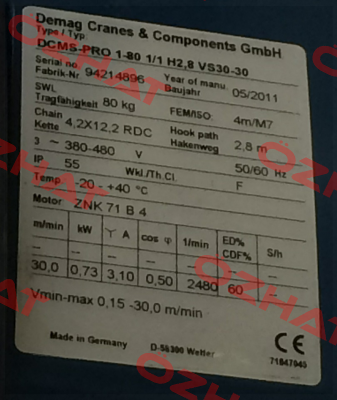 Demag Cranes & Components GmbH
Type / Typ
DCMS-PRO 1-80 1/1 H2,8 VS30-30
Serial no.
Fabrik-Nr 94214896 Year of manu. Baujahr 05/2011
SWL
Tragfähigkeit 80 kg FEM/ISO: 4m/M7
Chain
Kette 4,2X12,2 RDC Hook path Hakenweg 2,8 m
3 ~ 380-480 V 50/60 Hz
IP 55 Wkl./Th.Cl. F
Temp. -20 - +40 °C
Motor ZNK 71 B 4
m/min kW Y A cos φ 1/min ED% CDF% S/h
-- -- -- -- -- -- --
30,0 0,73 3,10 0,50 2480 60 --
Vmin-max 0,15 -30,0 m/min
Made in Germany D-58300 Wetter CE
71847945
OZHAT